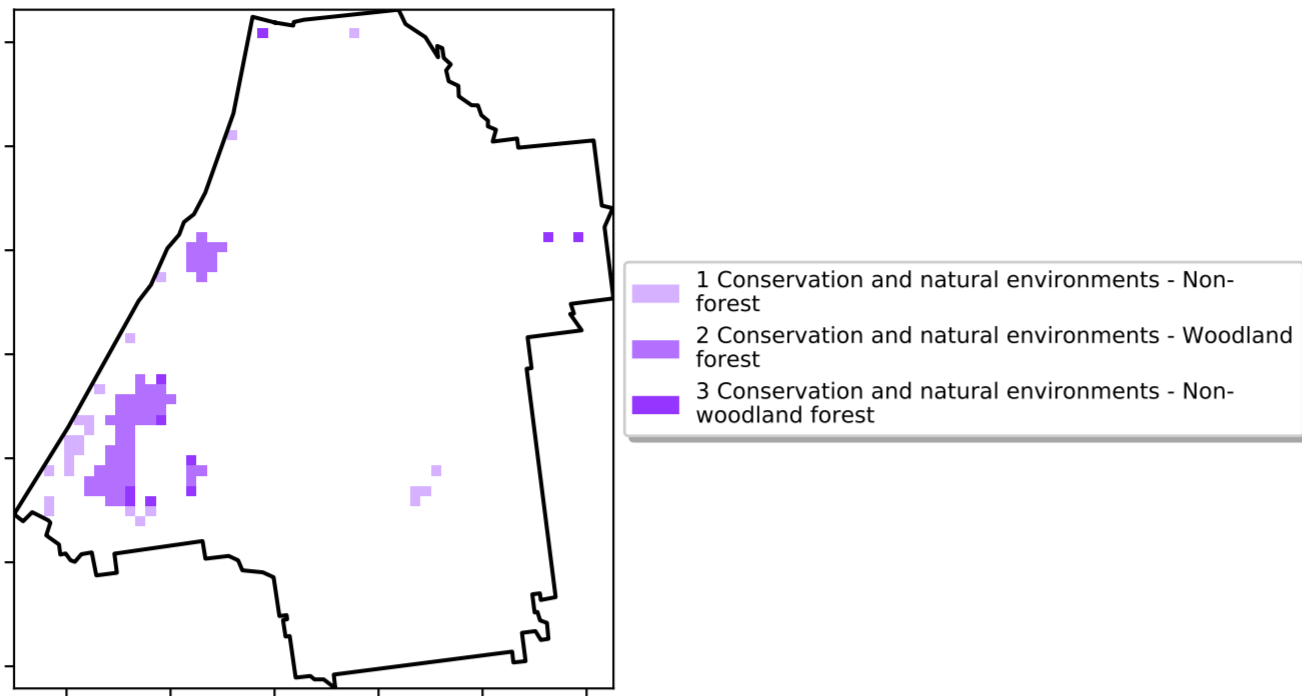 1 Conservation and natural environments - Non-
forest
2 Conservation and natural environments - Woodland
forest
3 Conservation and natural environments - Non-
woodland forest